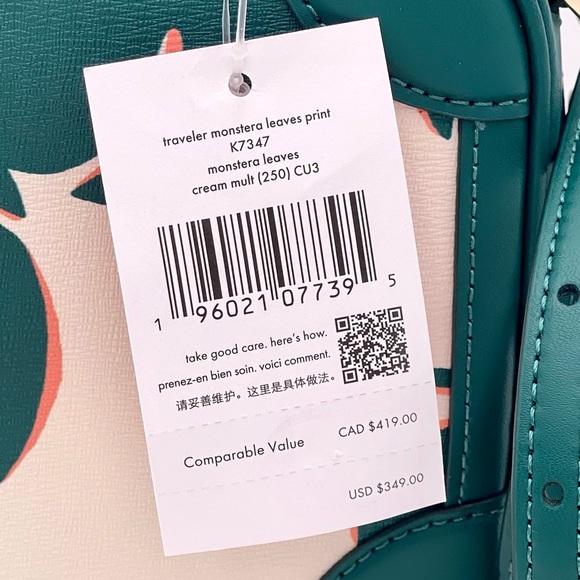 traveler monstera leaves print
K7347
monstera leaves
cream mult (250) CU3
1 96021 07739 5
take good care. here's how.
prenez-en bien soin. voici comment.
请妥善维护。这里是具体做法。
Comparable Value CAD $419.00
USD $349.00